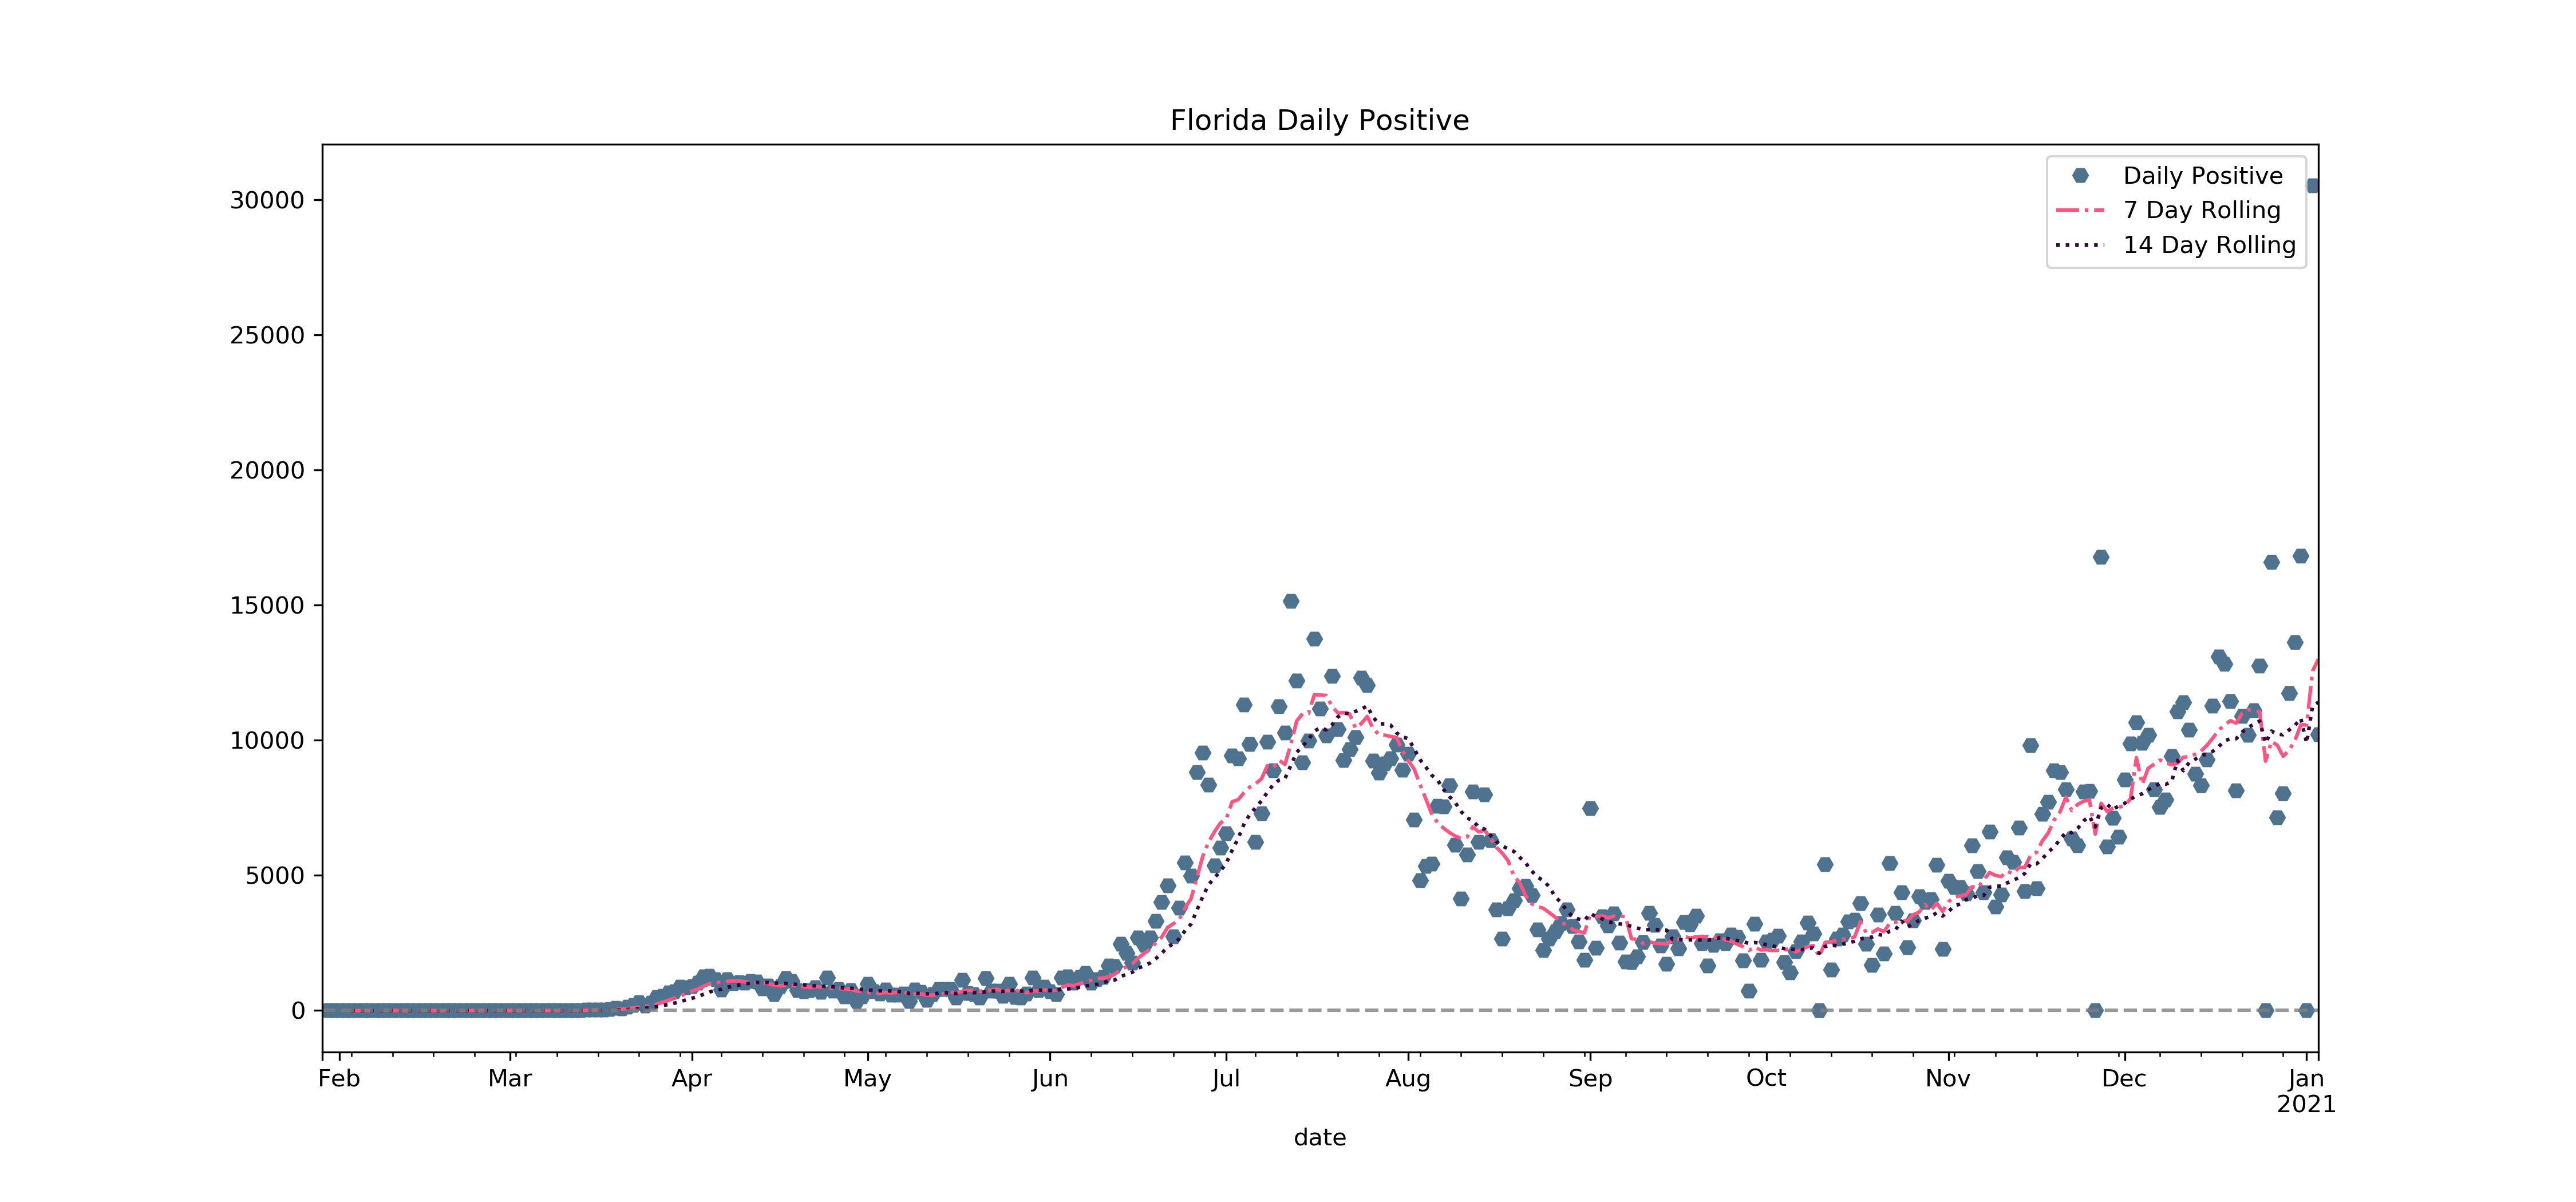 Florida Daily Positive
Daily Positive
7 Day Rolling
14 Day Rolling
30000
25000
20000
15000
10000
5000
0
Feb Mar Apr May Jun Jul Aug Sep Oct Nov Dec Jan
2021
date